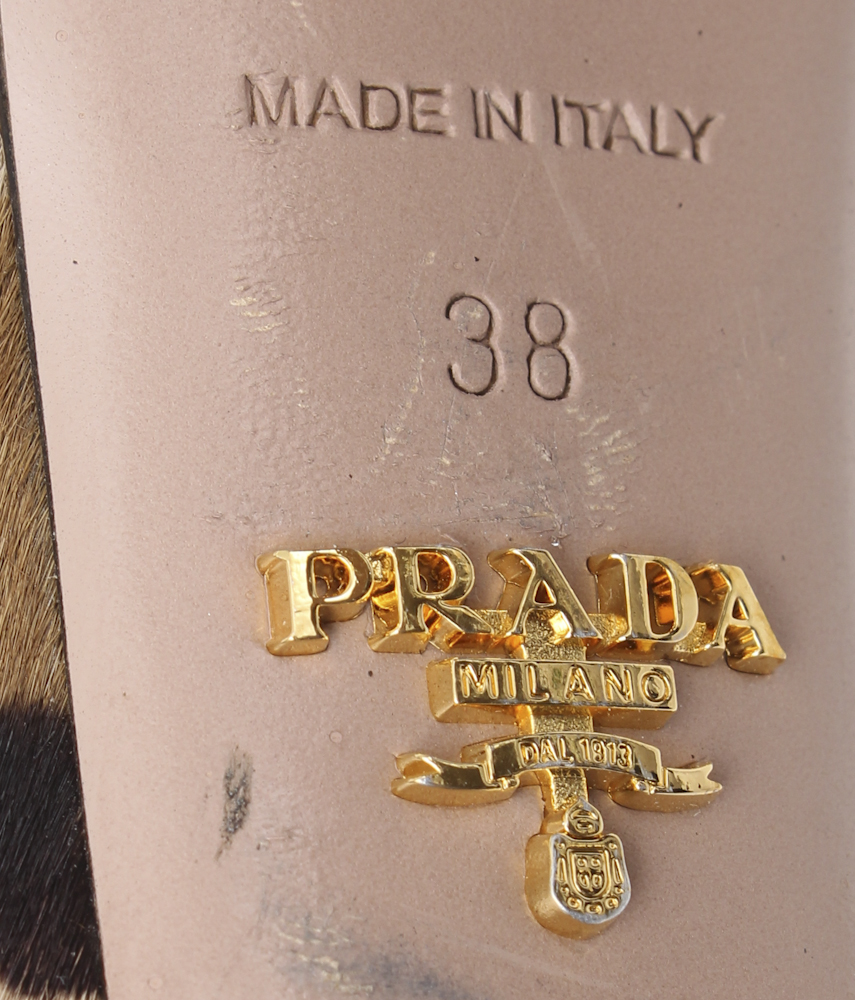 MADE IN ITALY
38
PRADA
MILANO
DAL 1913